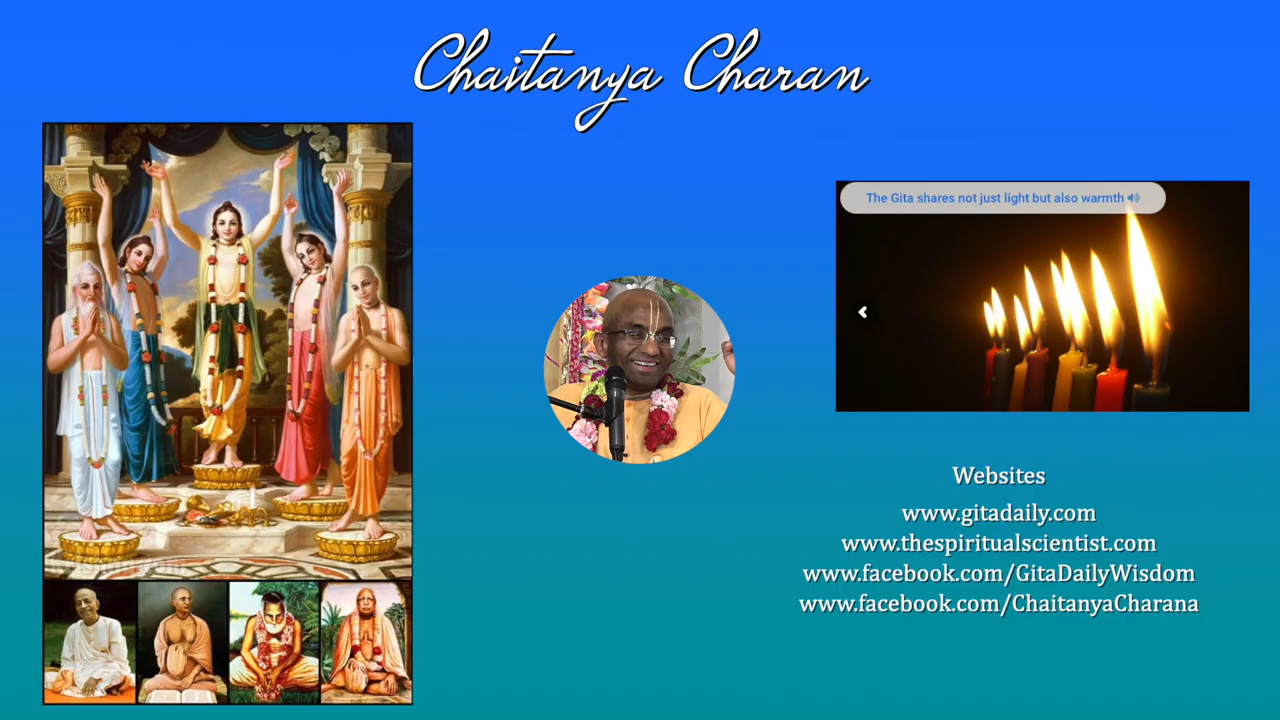 Chaitanya Charan
The Gita shares not just light but also warmth
Websites
www.gitadaily.com
www.thespiritualscientist.com
www.facebook.com/GitaDailyWisdom
www.facebook.com/ChaitanyaCharana